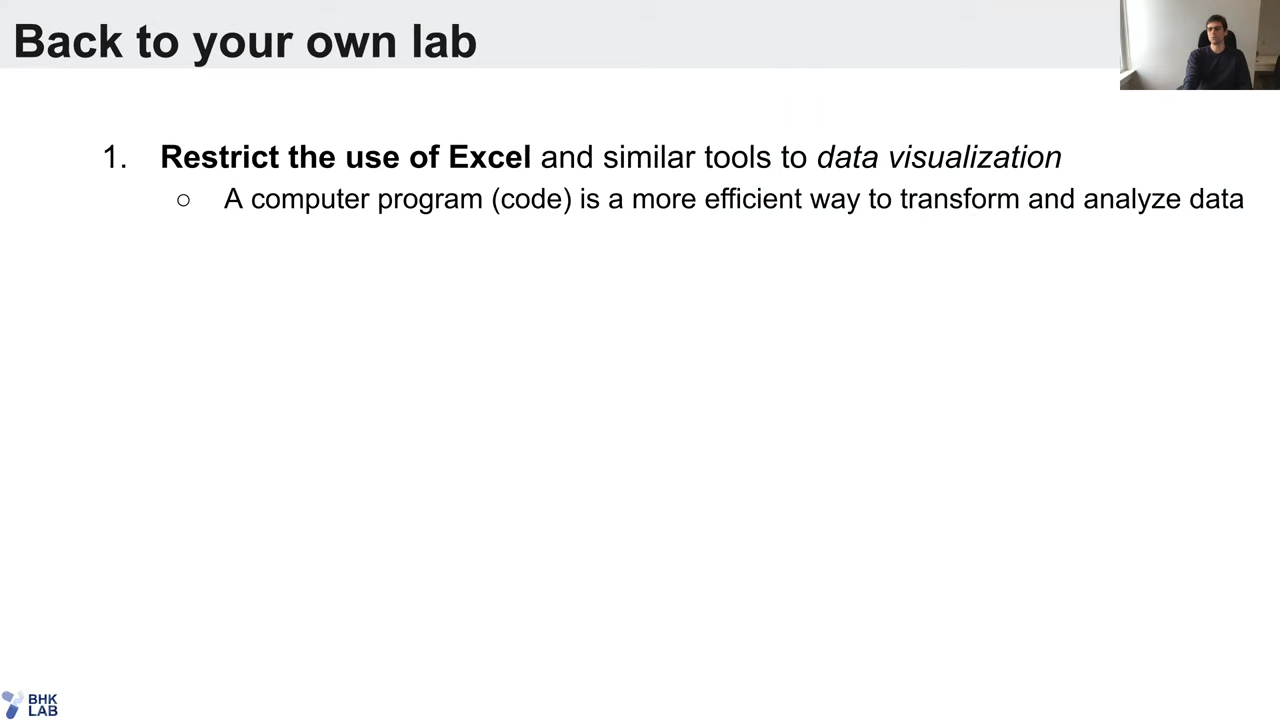 Back to your own lab
1. Restrict the use of Excel and similar tools to data visualization
○ A computer program (code) is a more efficient way to transform and analyze data
BHK
LAB